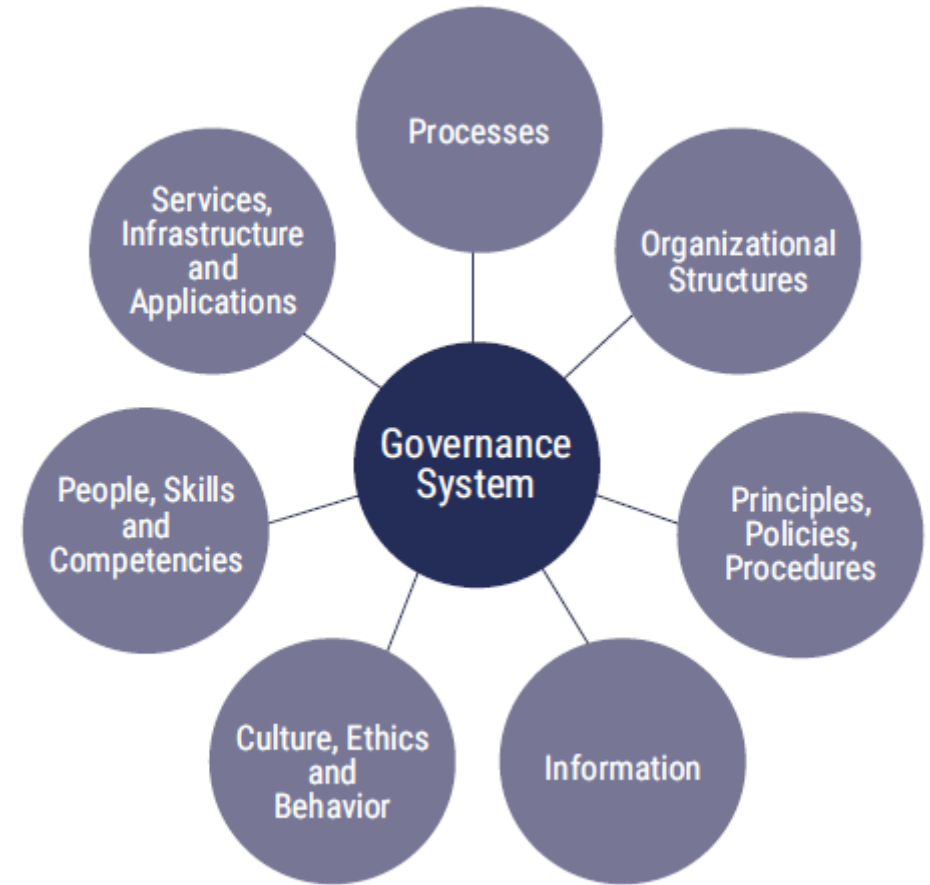 Processes
Organizational
Structures
Principles,
Policies,
Procedures
Information
Culture, Ethics
and
Behavior
People, Skills
and
Competencies
Services,
Infrastructure
and
Applications
Governance
System